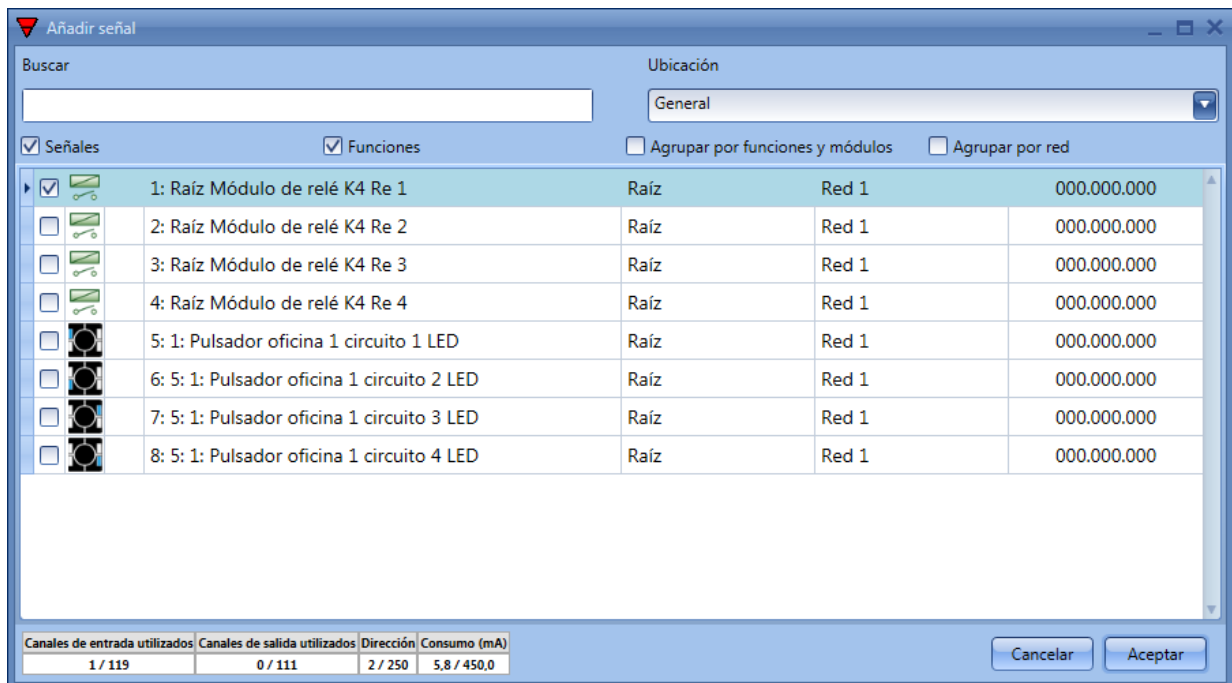 Añadir señal
Buscar Ubicación
General
Señales Funciones Agrupar por funciones y módulos Agrupar por red
1: Raíz Módulo de relé K4 Re 1 Raíz Red 1 000.000.000
2: Raíz Módulo de relé K4 Re 2 Raíz Red 1 000.000.000
3: Raíz Módulo de relé K4 Re 3 Raíz Red 1 000.000.000
4: Raíz Módulo de relé K4 Re 4 Raíz Red 1 000.000.000
5: 1: Pulsador oficina 1 circuito 1 LED Raíz Red 1 000.000.000
6: 5: 1: Pulsador oficina 1 circuito 2 LED Raíz Red 1 000.000.000
7: 5: 1: Pulsador oficina 1 circuito 3 LED Raíz Red 1 000.000.000
8: 5: 1: Pulsador oficina 1 circuito 4 LED Raíz Red 1 000.000.000
Canales de entrada utilizados Canales de salida utilizados Dirección Consumo (mA)
1 / 119 0 / 111 2 / 250 5,8 / 450,0
Cancelar Aceptar